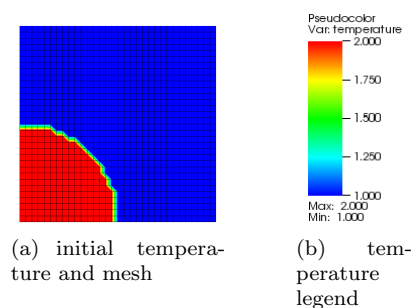 Pseudocolor
Var: temperature
2.000
1.750
1.500
1.250
1.000
Max: 2.000
Min: 1.000
(a) initial tempera-
ture and mesh
(b) tem-
perature
legend